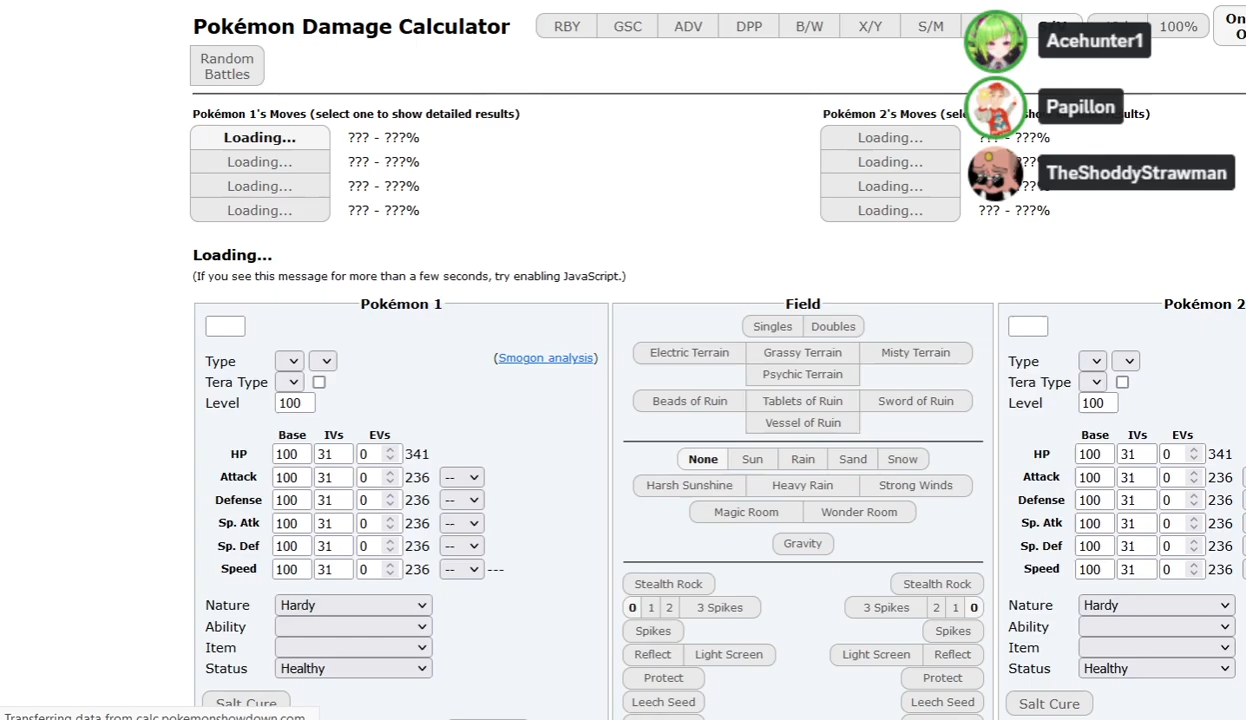 Pokémon Damage Calculator
RBY GSC ADV DPP B/W X/Y S/M 100%
Random
Battles
Acehunter1
Papillon
TheShoddyStrawman
Pokémon 1's Moves (select one to show detailed results)
Loading... ??? - ???%
Loading... ??? - ???%
Loading... ??? - ???%
Loading... ??? - ???%
Pokémon 2's Moves
Loading...
Loading...
Loading...
Loading... ??? - ???%
Loading...
(If you see this message for more than a few seconds, try enabling JavaScript.)
Pokémon 1
Type
(Smogon analysis)
Tera Type
Level 100
Base IVs EVs
HP 100 31 0 341
Attack 100 31 0 236 --
Defense 100 31 0 236 --
Sp. Atk 100 31 0 236 --
Sp. Def 100 31 0 236 --
Speed 100 31 0 236 -- ---
Nature Hardy
Ability
Item
Status Healthy
Salt Cure
Field
Singles Doubles
Electric Terrain Grassy Terrain Misty Terrain
Psychic Terrain
Beads of Ruin Tablets of Ruin Sword of Ruin
Vessel of Ruin
None Sun Rain Sand Snow
Harsh Sunshine Heavy Rain Strong Winds
Magic Room Wonder Room
Gravity
Stealth Rock Stealth Rock
0 1 2 3 Spikes 3 Spikes 2 1 0
Spikes Spikes
Reflect Light Screen Light Screen Reflect
Protect Protect
Leech Seed Leech Seed
Pokémon 2
Type
Tera Type
Level 100
Base IVs EVs
HP 100 31 0 341
Attack 100 31 0 236
Defense 100 31 0 236
Sp. Atk 100 31 0 236
Sp. Def 100 31 0 236
Speed 100 31 0 236
Nature Hardy
Ability
Item
Status Healthy
Salt Cure
Transferring data from calc.pokemonshowdown.com